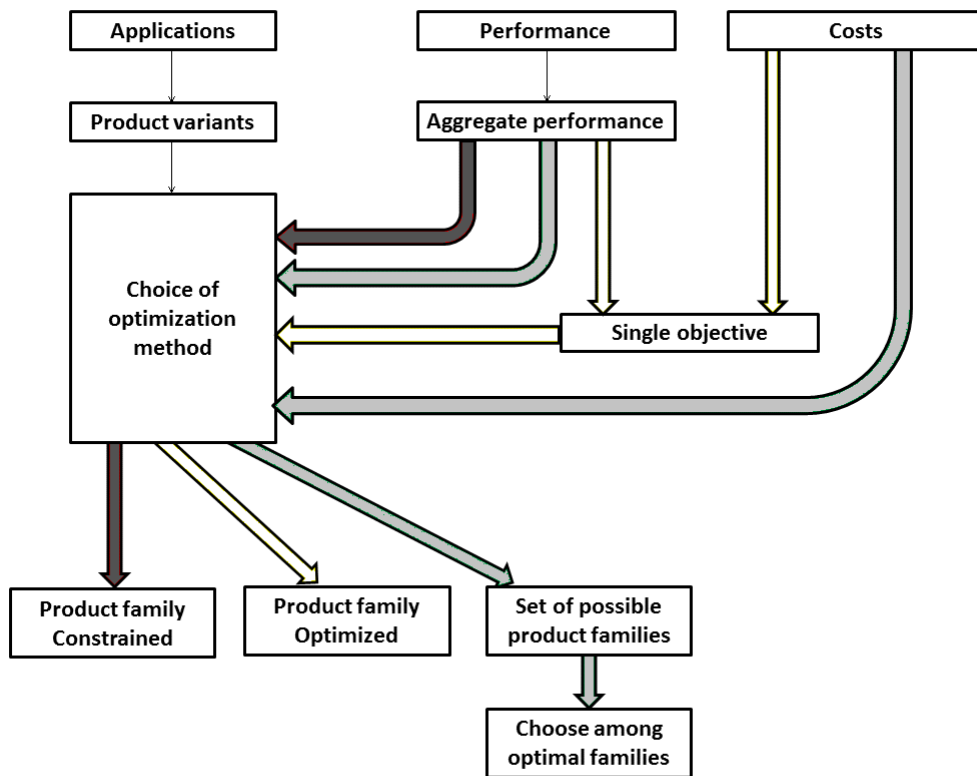 Applications
Performance
Costs
Product variants
Aggregate performance
Choice of
optimization
method
Single objective
Product family
Constrained
Product family
Optimized
Set of possible
product families
Choose among
optimal families